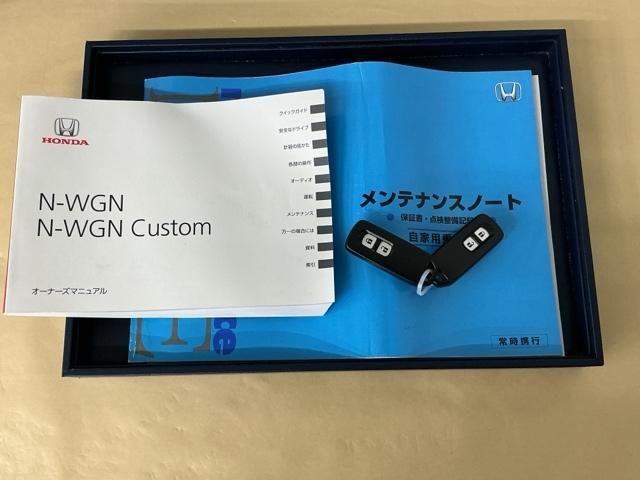 HONDA
N-WGN
N-WGN Custom
オーナーズマニュアル
クイックガイド
安全なドライブ
計器の見かた
各部の操作
オーディオ
運転
メンテナンス
万一の場合には
資料
索引
メンテナンスノート
保証書・点検整備記
自家用
常時携行
ce